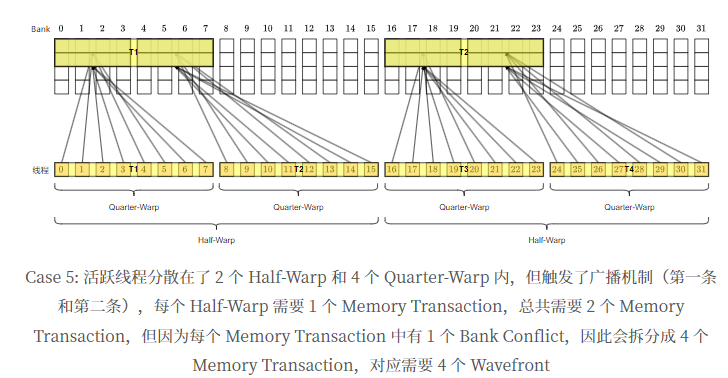 Bank 0 1 2 3 4 5 6 7 8 9 10 11 12 13 14 15 16 17 18 19 20 21 22 23 24 25 26 27 28 29 30 31
T1 T2
线程 0 1 2 3 T1 4 5 6 7 8 9 10 11 T2 12 13 14 15 16 17 18 19 T3 20 21 22 23 24 25 26 27 T4 28 29 30 31
Quarter-Warp Quarter-Warp Quarter-Warp Quarter-Warp
Half-Warp Half-Warp
Case 5: 活跃线程分散在了 2 个 Half-Warp 和 4 个 Quarter-Warp 内，但触发了广播机制（第一条
和第二条），每个 Half-Warp 需要 1 个 Memory Transaction，总共需要 2 个 Memory
Transaction，但因为每个 Memory Transaction 中有 1 个 Bank Conflict，因此会拆分成 4 个
Memory Transaction，对应需要 4 个 Wavefront